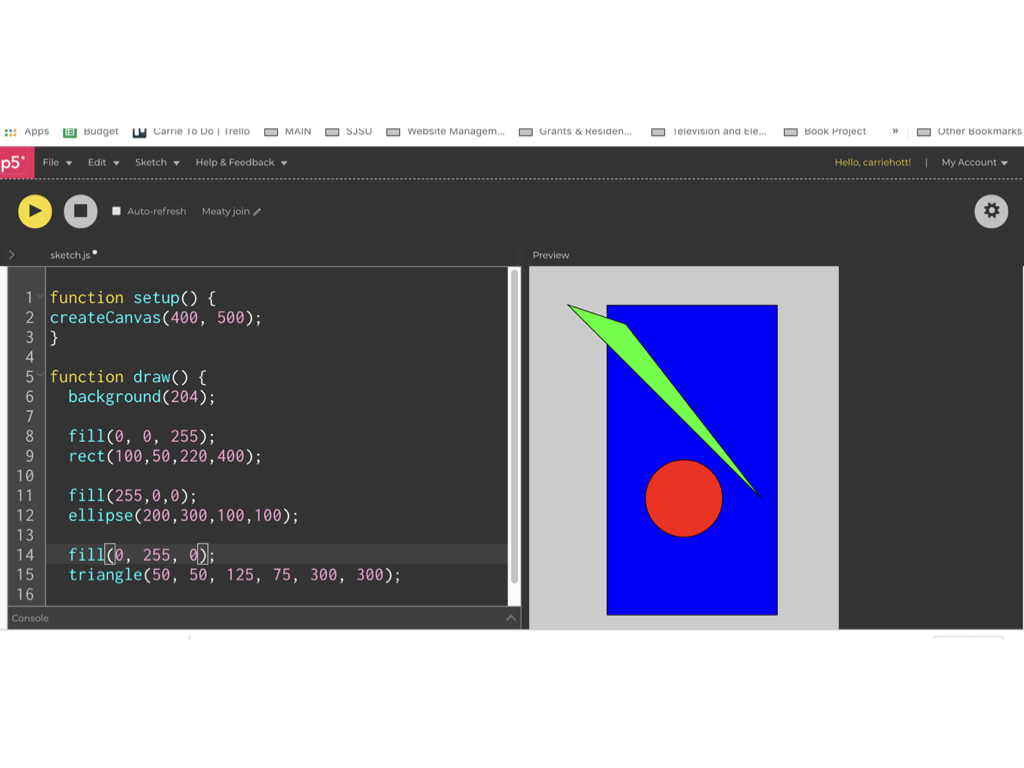 Apps Budget Carrie To Do | Trello MAIN SJSU Website Managem... Grants & Residen... Television and Ele... Book Project » Other Bookmarks
p5* File Edit Sketch Help & Feedback Hello, carriehott! | My Account
Auto-refresh Meaty join
sketch.js Preview
1 function setup() {
2 createCanvas(400, 500);
3 }
4
5 function draw() {
6 background(204);
7
8 fill(0, 0, 255);
9 rect(100,50,220,400);
10
11 fill(255,0,0);
12 ellipse(200,300,100,100);
13
14 fill(0, 255, 0);
15 triangle(50, 50, 125, 75, 300, 300);
16
Console